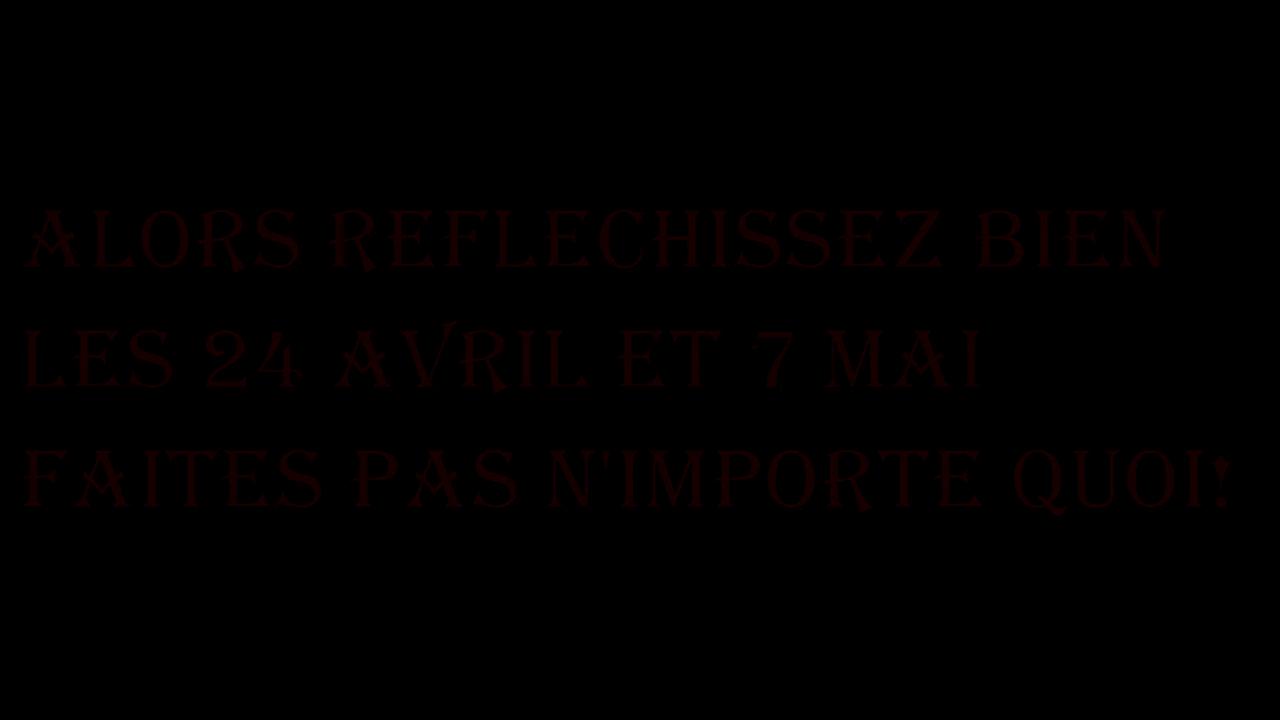 ALORS REFLECHISSEZ BIEN
LES 24 AVRIL ET 7 MAI
FAITES PAS N'IMPORTE QUOI!